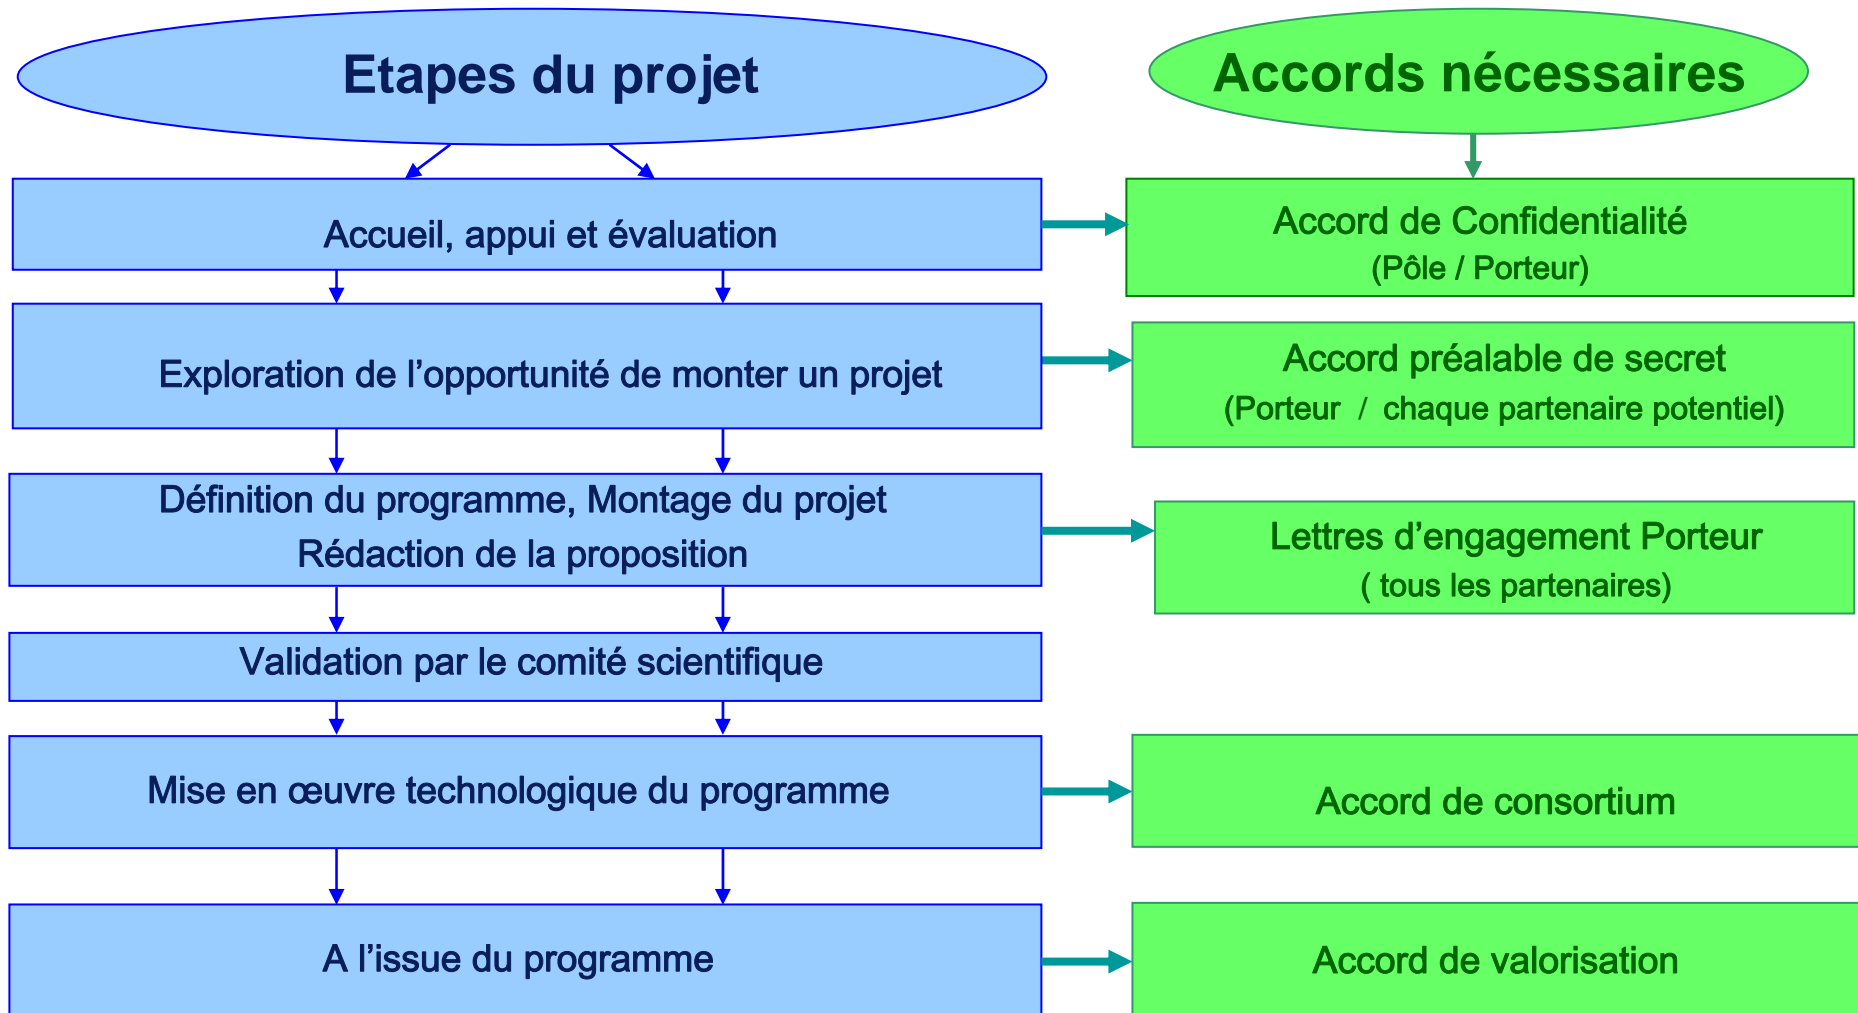 Etapes du projet
Accords nécessaires
Accueil, appui et évaluation
Accord de Confidentialité
(Pôle / Porteur)
Exploration de l’opportunité de monter un projet
Accord préalable de secret
(Porteur / chaque partenaire potentiel)
Définition du programme, Montage du projet
Rédaction de la proposition
Lettres d’engagement Porteur
( tous les partenaires)
Validation par le comité scientifique
Mise en œuvre technologique du programme
Accord de consortium
A l’issue du programme
Accord de valorisation